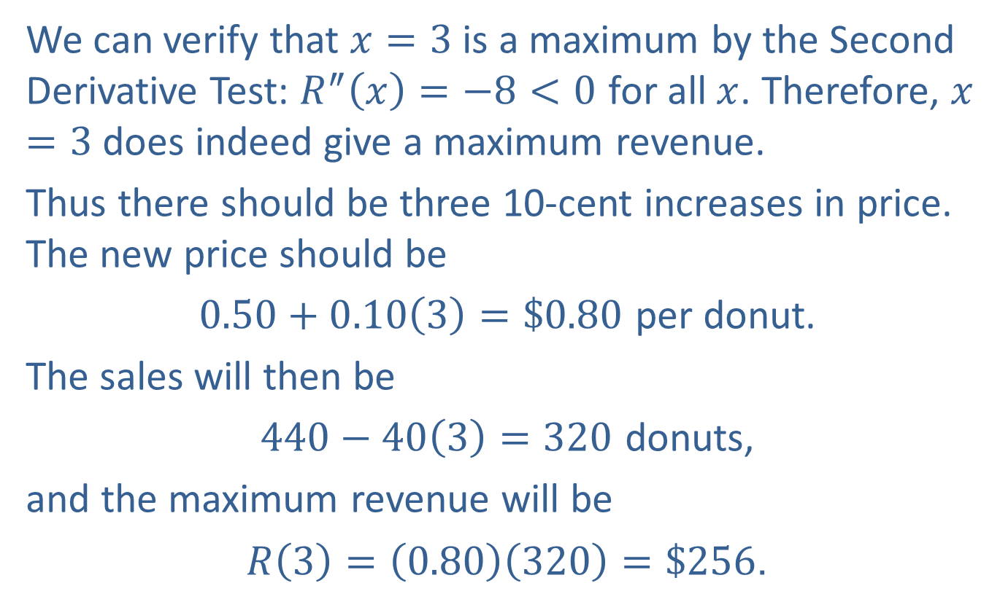 We can verify that x = 3 is a maximum by the Second
Derivative Test: R″(x) = −8 < 0 for all x. Therefore, x
= 3 does indeed give a maximum revenue.
Thus there should be three 10-cent increases in price.
The new price should be
0.50 + 0.10(3) = $0.80 per donut.
The sales will then be
440 − 40(3) = 320 donuts,
and the maximum revenue will be
R(3) = (0.80)(320) = $256.